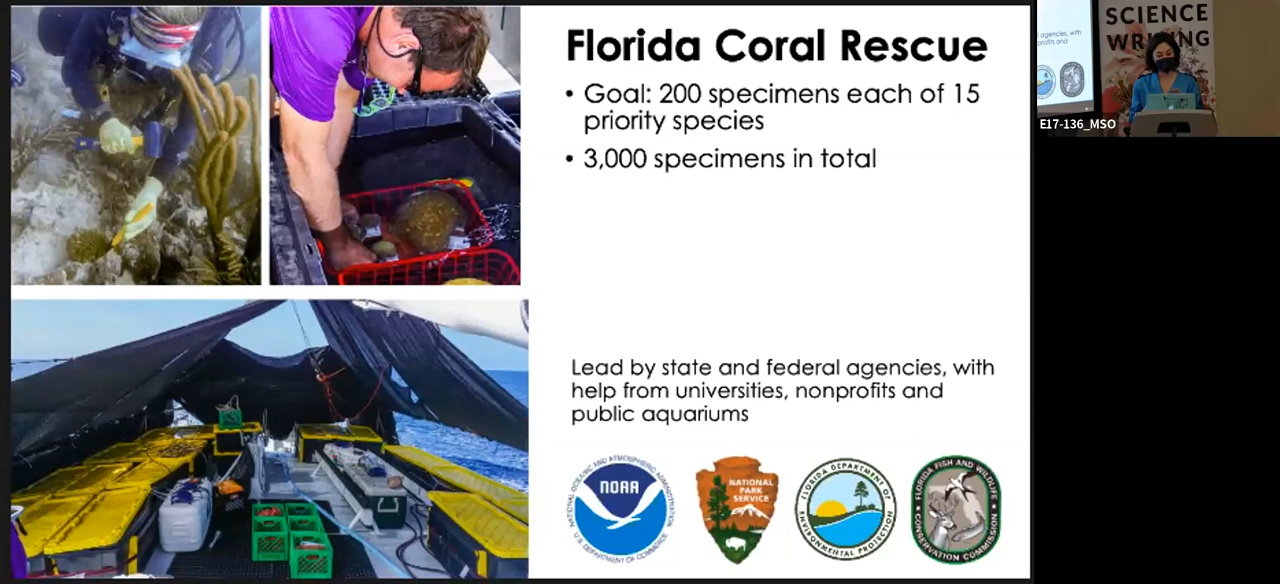 Florida Coral Rescue
• Goal: 200 specimens each of 15
priority species
• 3,000 specimens in total
Lead by state and federal agencies, with
help from universities, nonprofits and
public aquariums
NATIONAL OCEANIC AND ATMOSPHERIC ADMINISTRATION
NOAA
U.S. DEPARTMENT OF COMMERCE
NATIONAL
PARK
SERVICE
FLORIDA DEPARTMENT OF
ENVIRONMENTAL PROTECTION
FLORIDA FISH AND WILDLIFE
CONSERVATION COMMISSION
SCIENCE
WRITING
agencies, with
profits and
E17-136_MSO